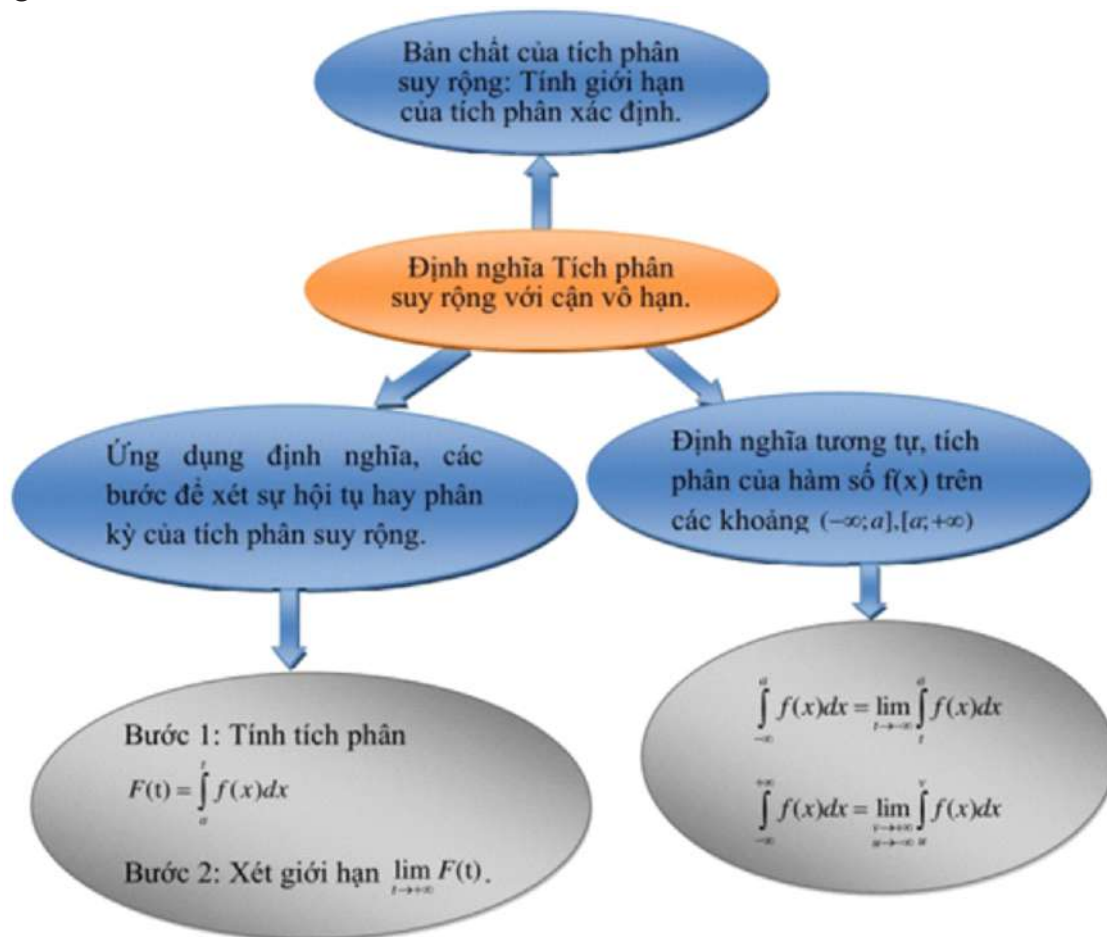 Bản chất của tích phân
suy rộng: Tính giới hạn
của tích phân xác định.
Định nghĩa Tích phân
suy rộng với cận vô hạn.
Ứng dụng định nghĩa, các
bước để xét sự hội tụ hay phân
kỳ của tích phân suy rộng.
Định nghĩa tương tự, tích
phân của hàm số f(x) trên
các khoảng (−∞;a],[a;+∞)
Bước 1: Tính tích phân
F(t) = ∫_a^t f(x)dx
Bước 2: Xét giới hạn lim_{t→+∞} F(t).
∫_{−∞}^a f(x)dx = lim_{t→−∞} ∫_t^a f(x)dx
∫_{−∞}^{+∞} f(x)dx = lim_{v→+∞ u→−∞} ∫_u^v f(x)dx